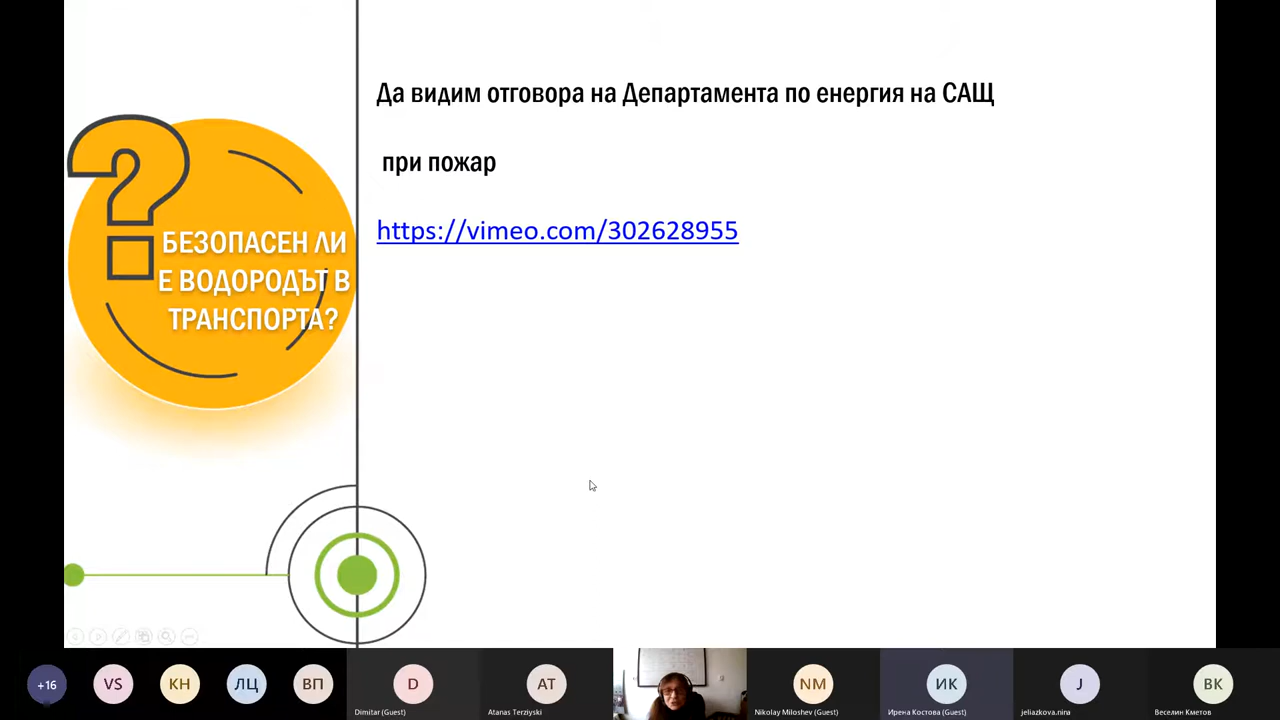 Да видим отговора на Департамента по енергия на САЩ
при пожар
https://vimeo.com/302628955
?
БЕЗОПАСЕН ЛИ
Е ВОДОРОДЪТ В
ТРАНСПОРТА?
+16
VS
КН
ЛЦ
ВП
D
Dimitar (Guest)
AT
Atanas Terziyski
NM
Nikolay Miloshev (Guest)
ИК
Ирена Костова (Guest)
J
jeliazkova.nina
ВК
Веселин Кметов